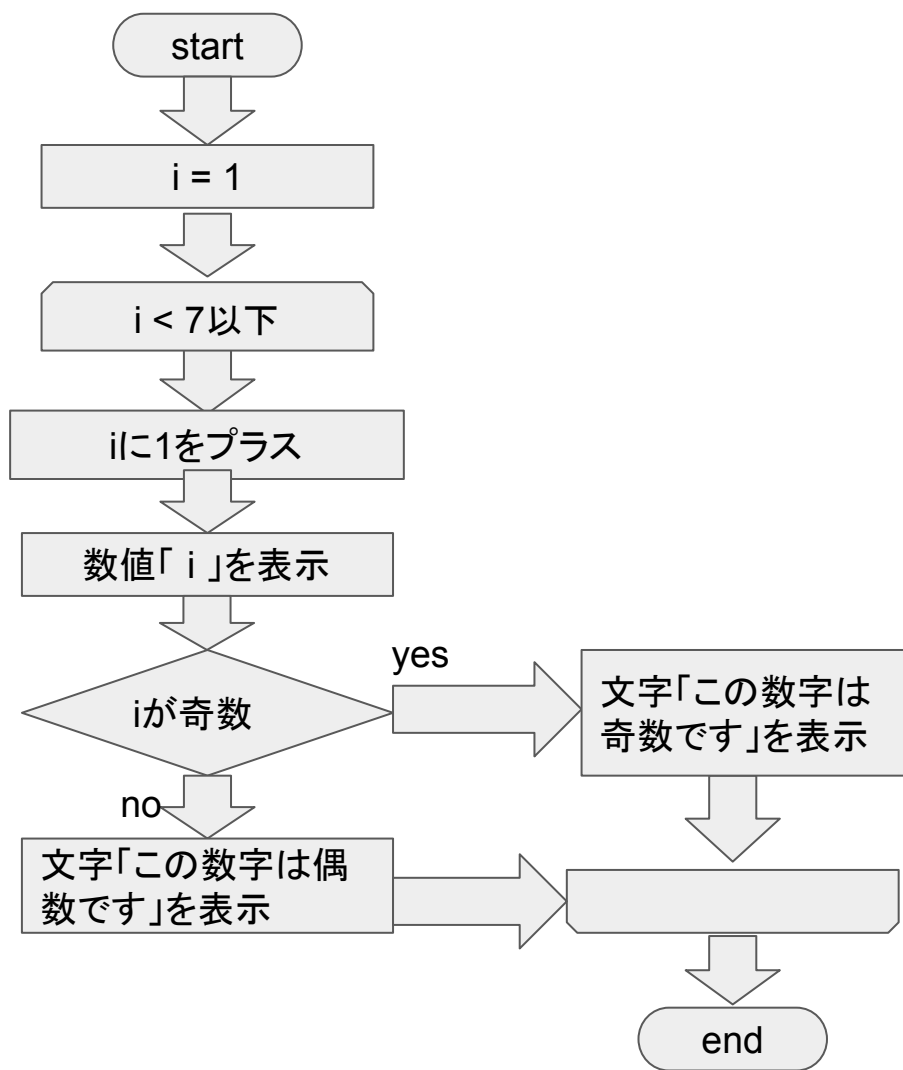 start
i = 1
i < 7以下
iに1をプラス
数値「 i 」を表示
iが奇数
yes
文字「この数字は
奇数です」を表示
no
文字「この数字は偶
数です」を表示
end